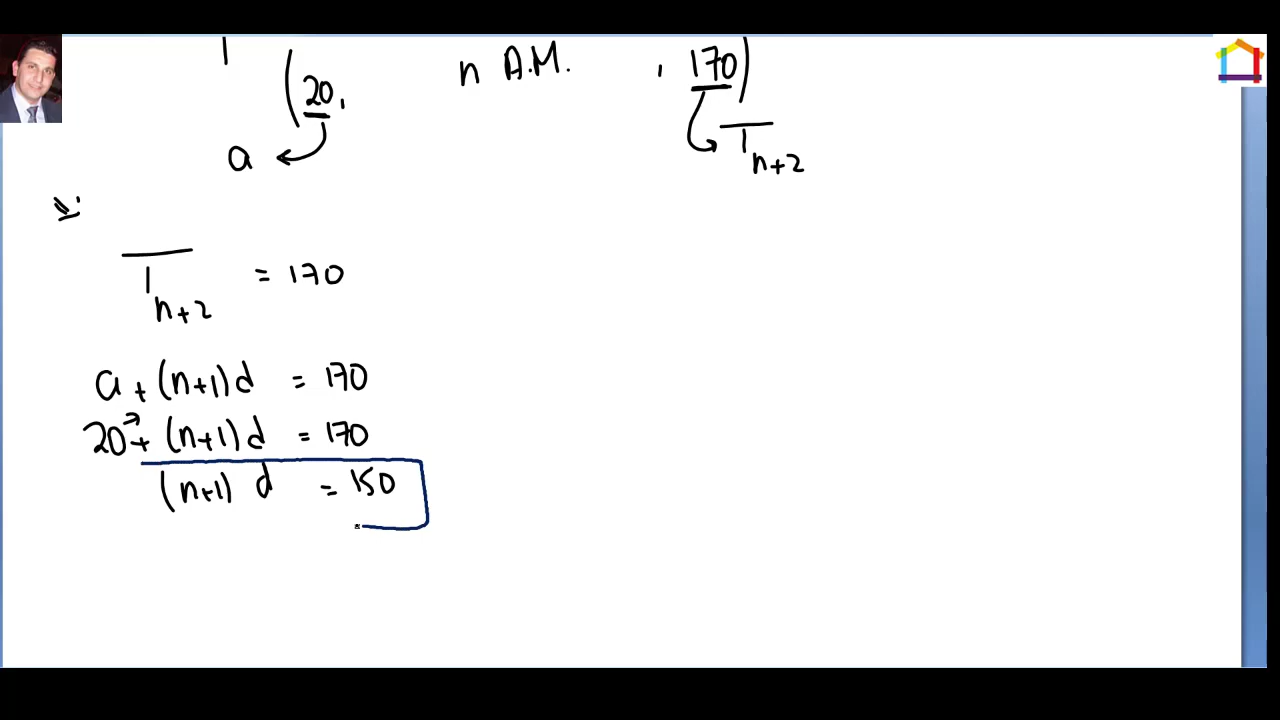 (20, n A.M. , 170)
a T n+2
T n+2 = 170
a + (n+1)d = 170
20 + (n+1)d = 170
(n+1) d = 150